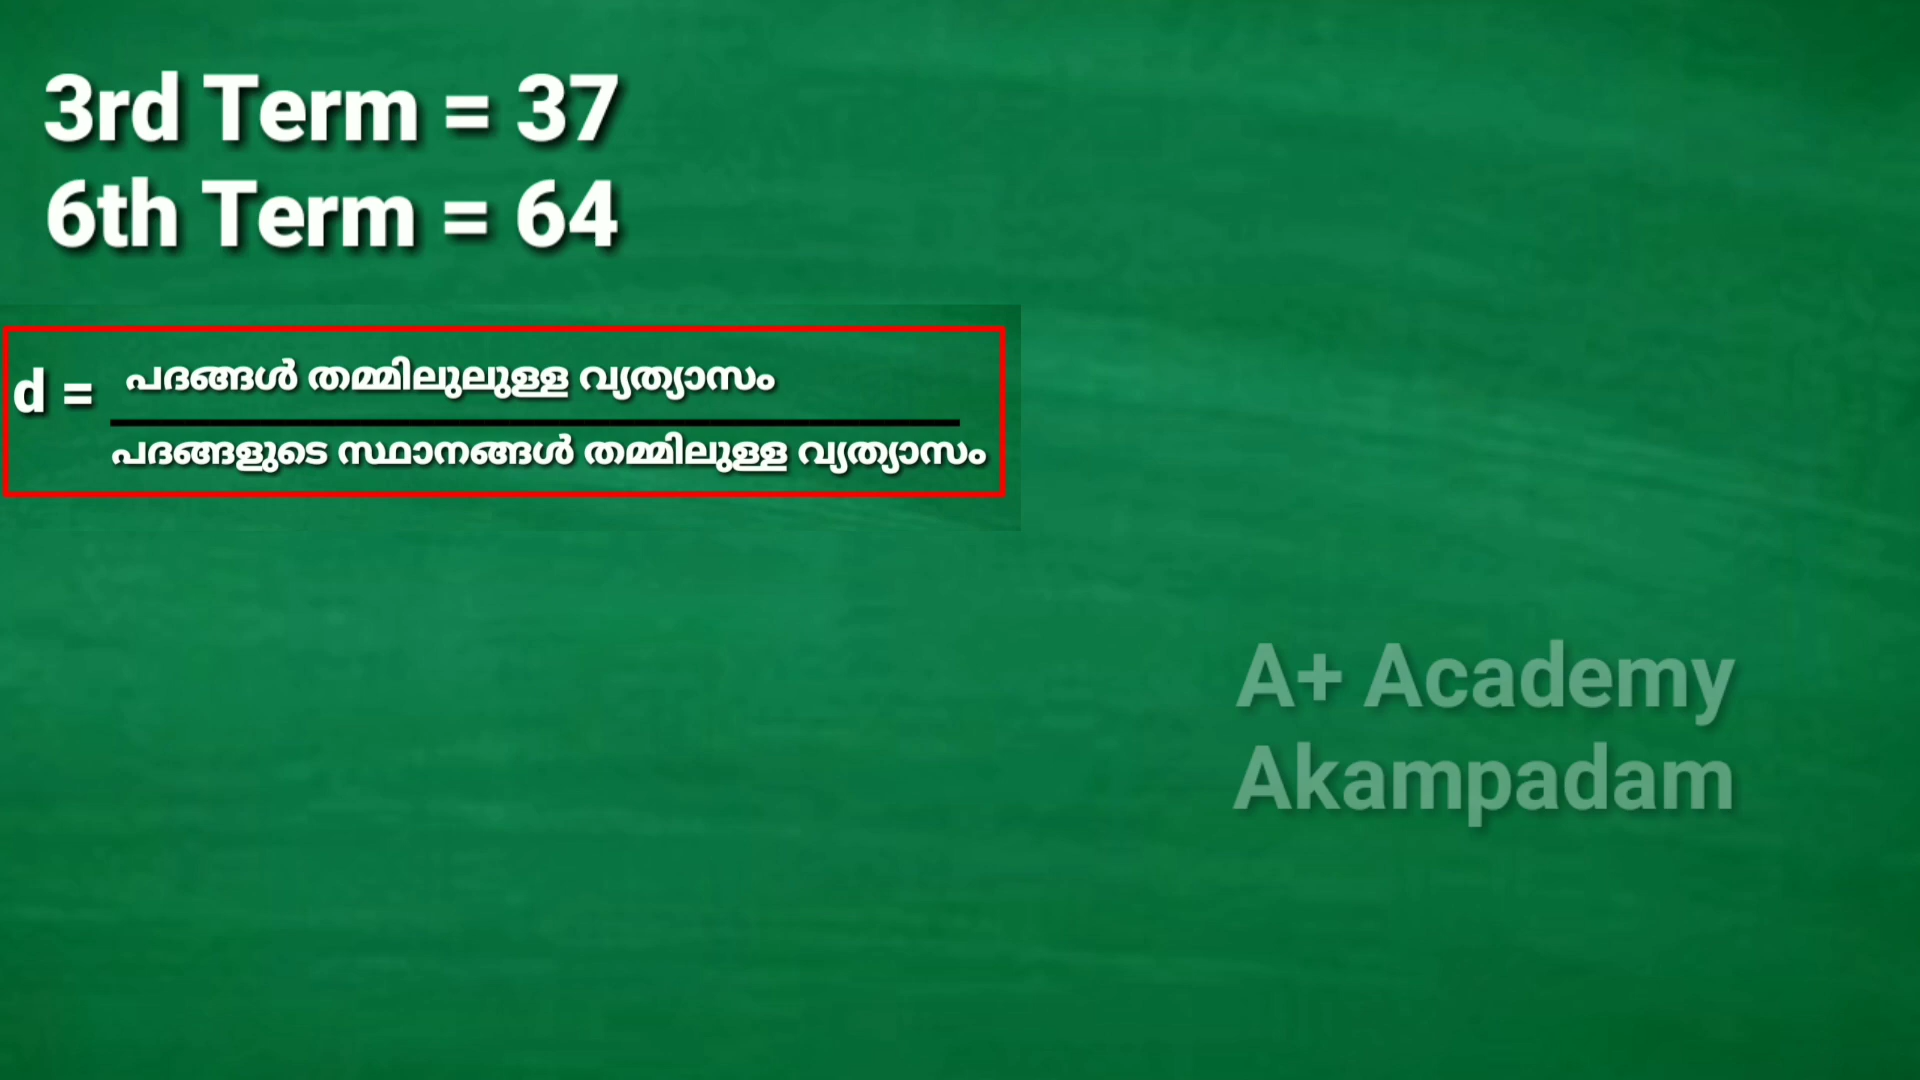 3rd Term = 37
6th Term = 64
d = പദങ്ങൾ തമ്മിലുലുള്ള വ്യത്യാസം
പദങ്ങളുടെ സ്ഥാനങ്ങൾ തമ്മിലുള്ള വ്യത്യാസം
A+ Academy
Akampadam